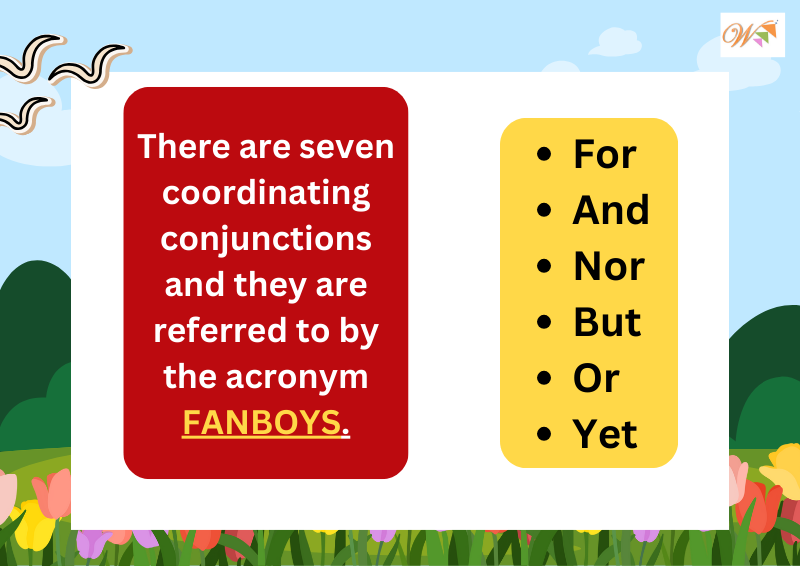 There are seven
coordinating
conjunctions
and they are
referred to by
the acronym
FANBOYS.
• For
• And
• Nor
• But
• Or
• Yet
W